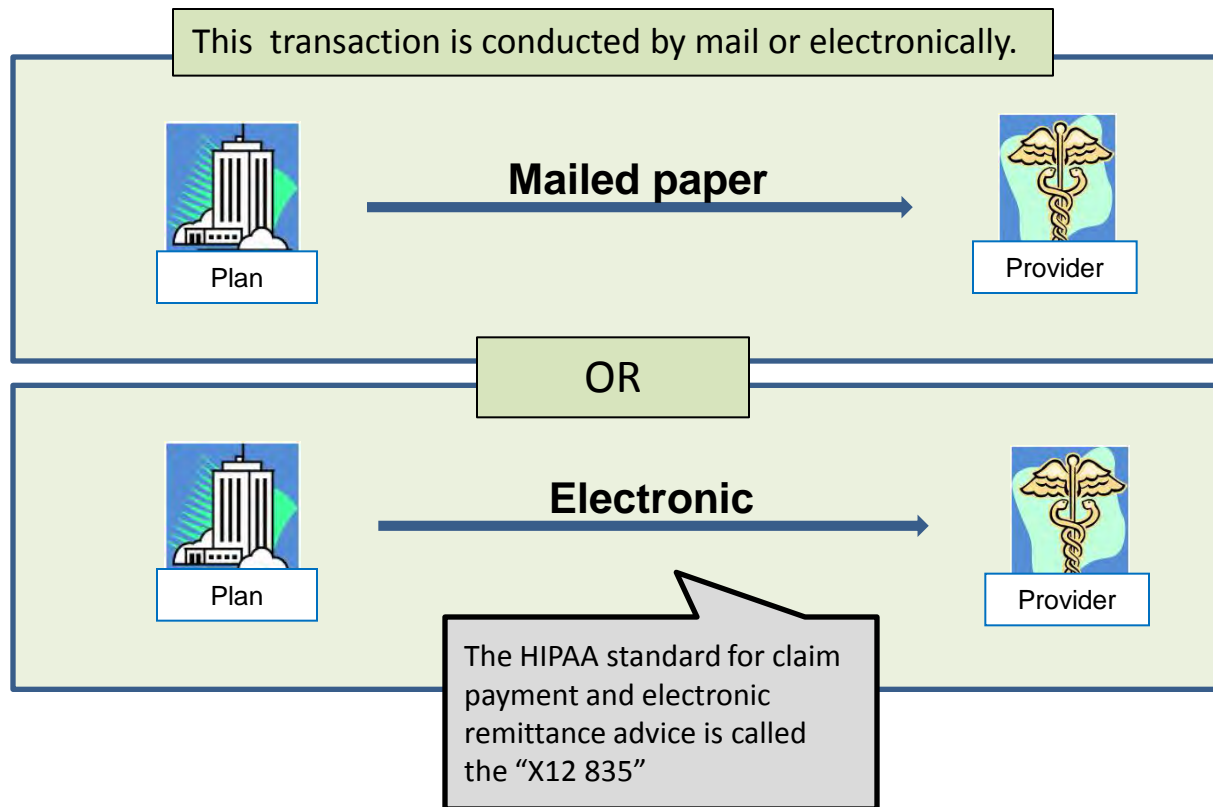 This  transaction is conducted by mail or electronically.
Mailed paper
Plan
Provider
OR
Electronic
Plan
Provider
The HIPAA standard for claim
payment and electronic
remittance advice is called
the “X12 835”